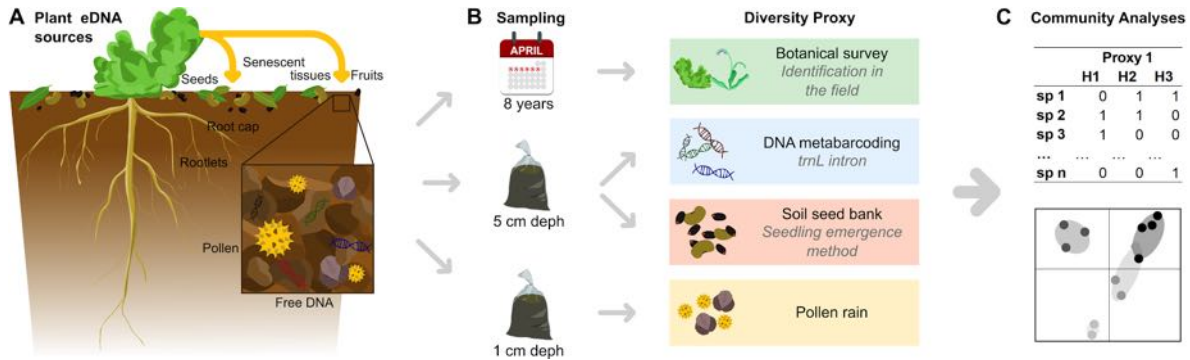 A Plant eDNA
sources
Seeds
Senescent
tissues
Fruits
Root cap
Rootlets
Pollen
Free DNA
B Sampling
APRIL
8 years
5 cm deph
1 cm deph
Diversity Proxy
Botanical survey
Identification in
the field
DNA metabarcoding
trnL intron
Soil seed bank
Seedling emergence
method
Pollen rain
C Community Analyses
Proxy 1
H1 H2 H3
sp 1 0 1 1
sp 2 1 1 0
sp 3 1 0 0
... ... ... ...
sp n 0 0 1